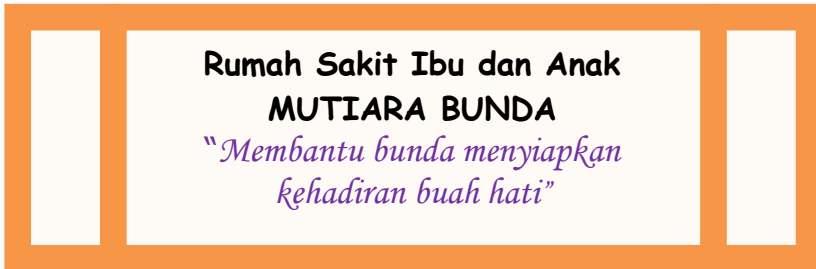 Rumah Sakit Ibu dan Anak
MUTIARA BUNDA
“Membantu bunda menyiapkan
kehadiran buah hati”